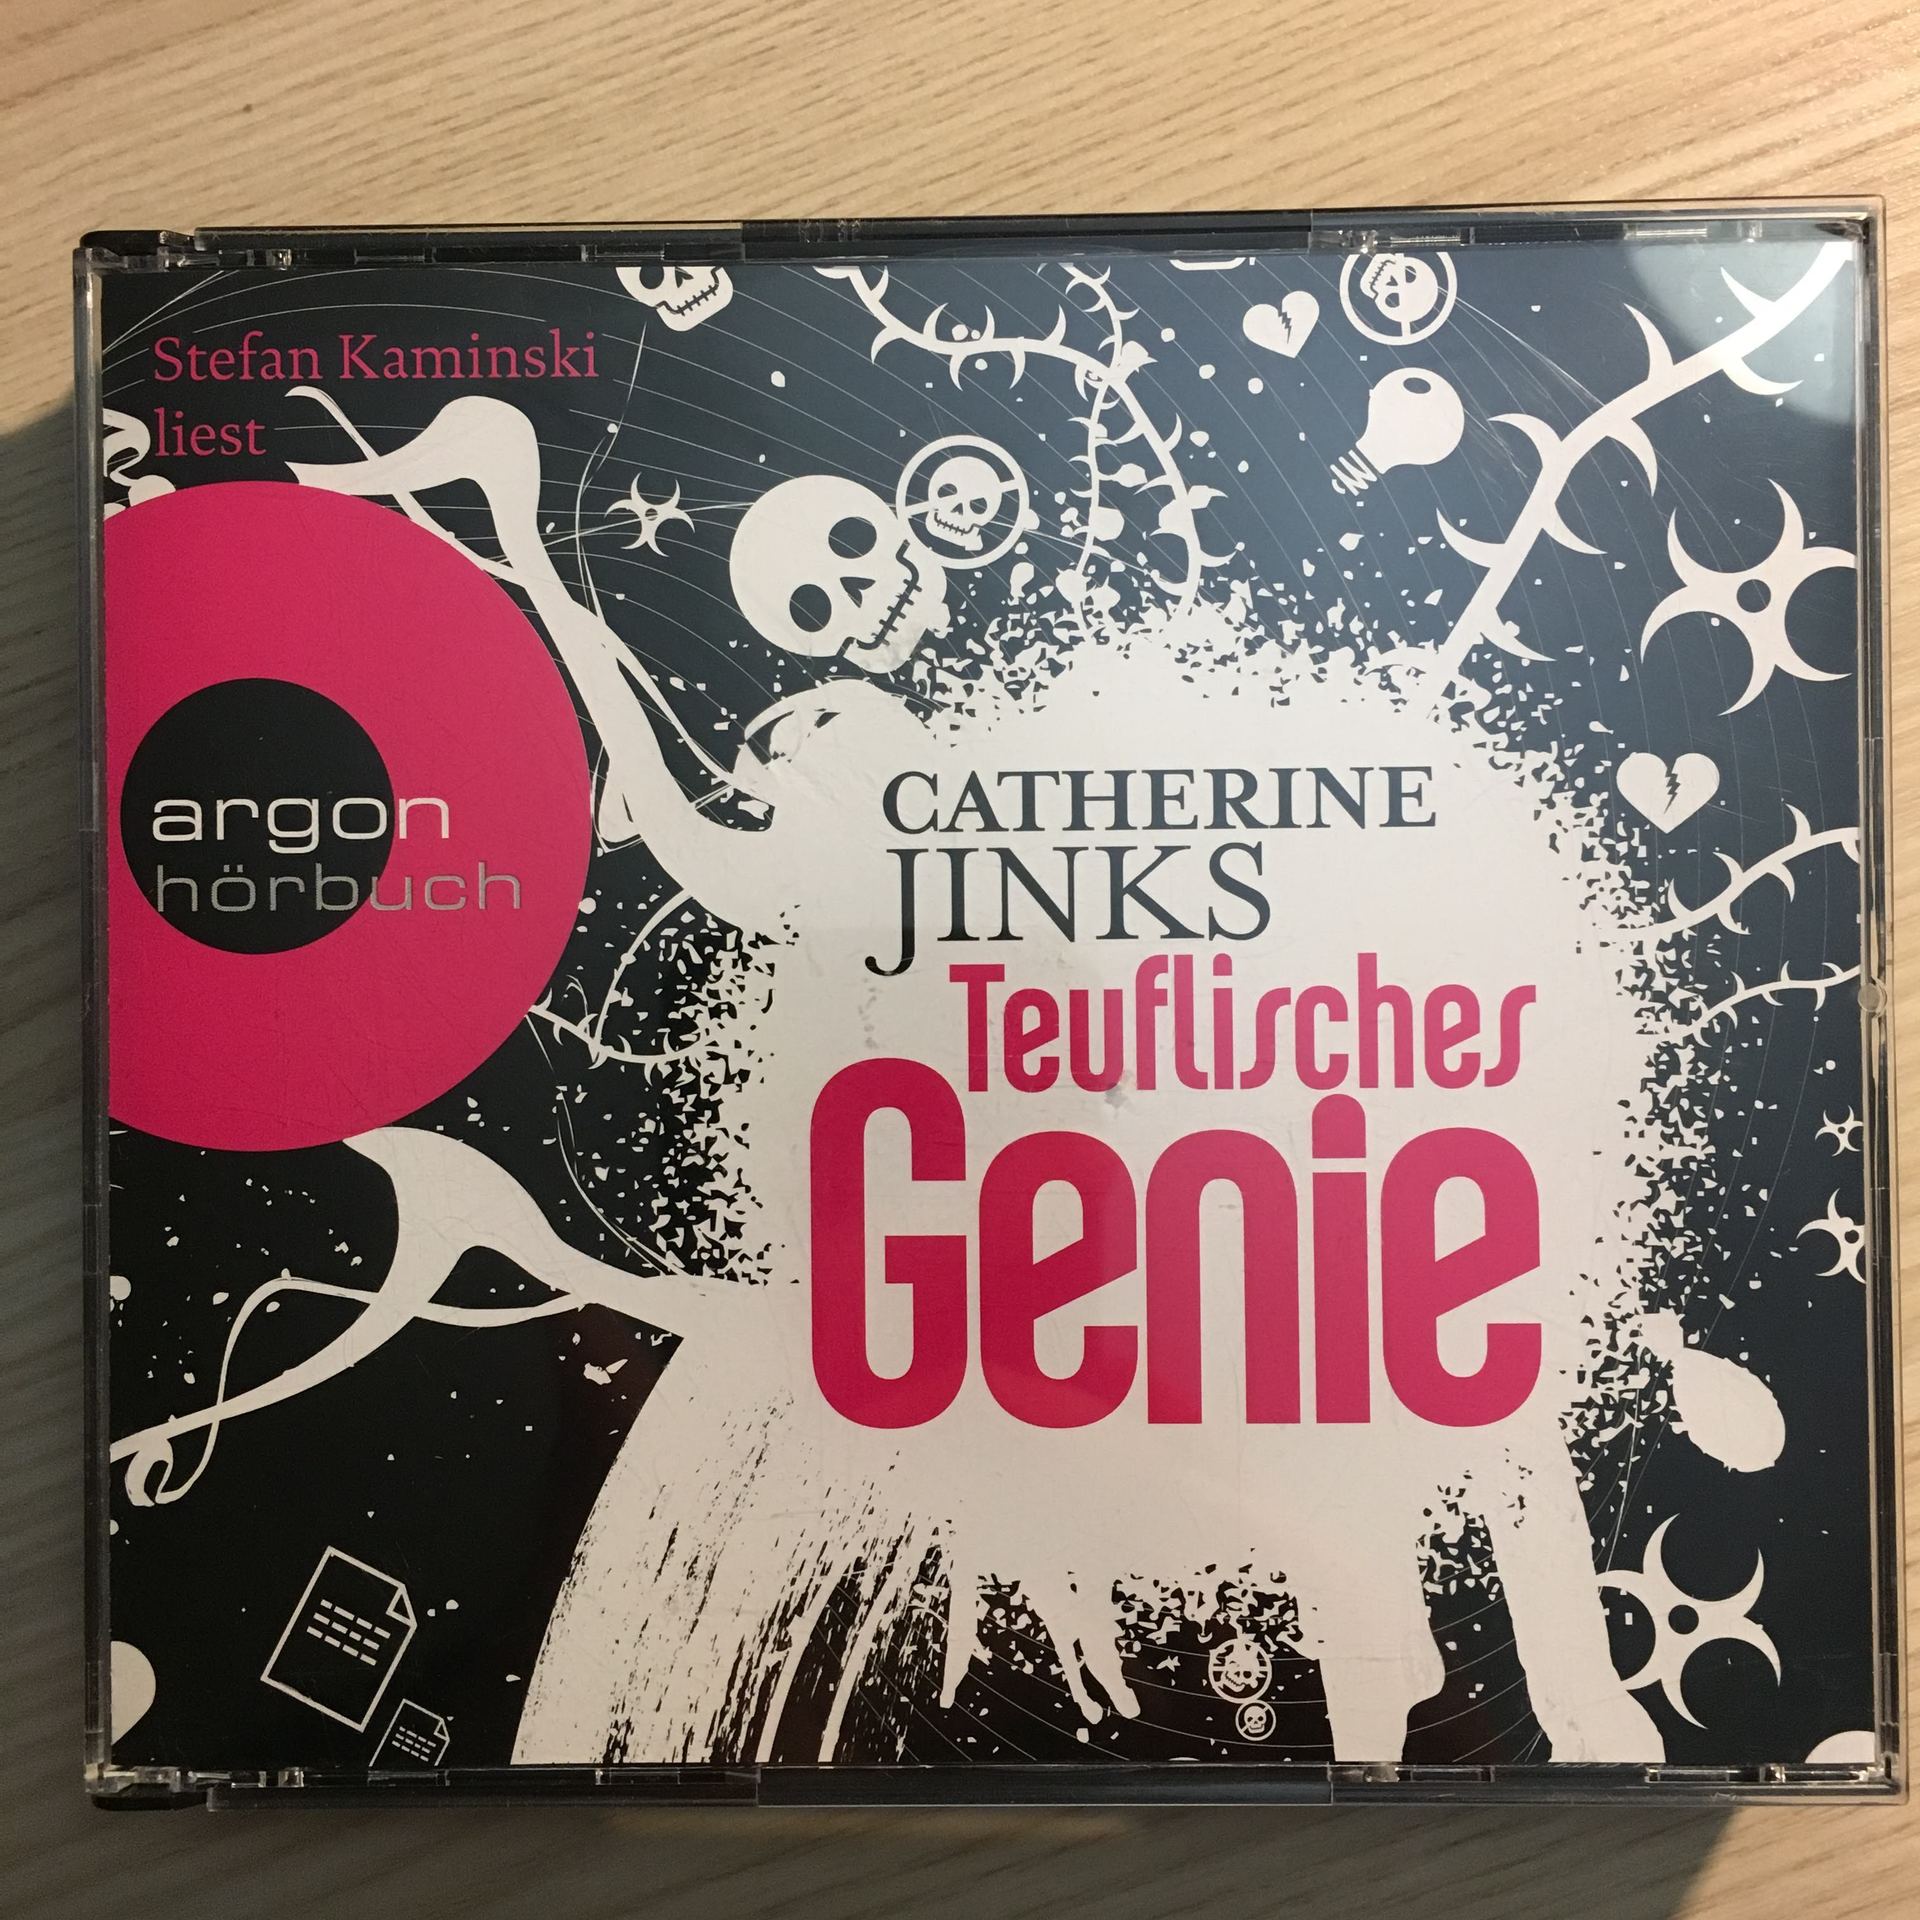 Stefan Kaminski
liest
argon
hörbuch
CATHERINE
JINKS
Teuflisches
Genie